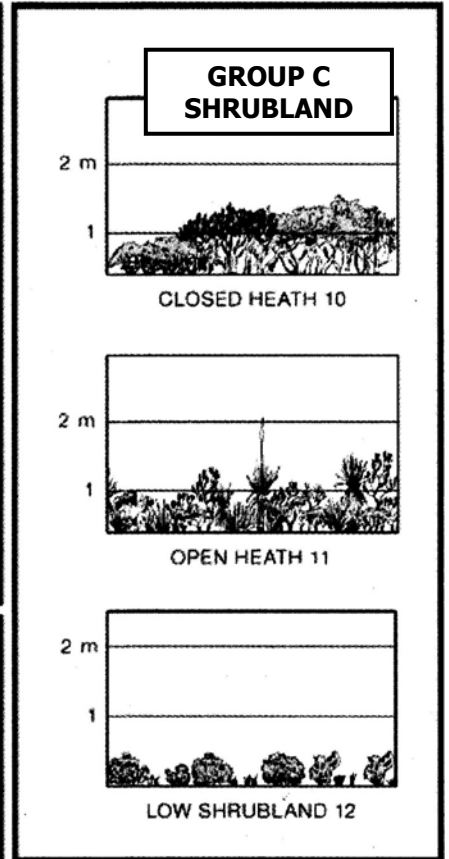 GROUP C
SHRUBLAND
2 m
1
CLOSED HEATH 10
2 m
1
OPEN HEATH 11
2 m
1
LOW SHRUBLAND 12